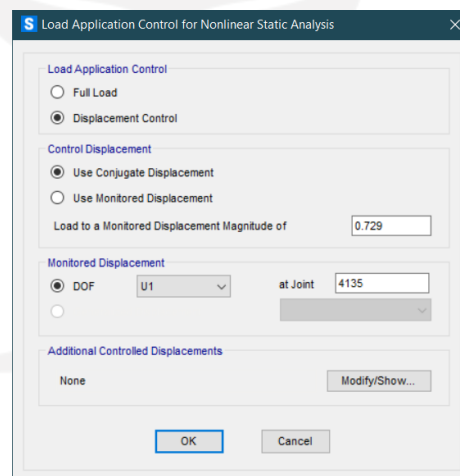 S Load Application Control for Nonlinear Static Analysis
Load Application Control
Full Load
Displacement Control
Control Displacement
Use Conjugate Displacement
Use Monitored Displacement
Load to a Monitored Displacement Magnitude of 0.729
Monitored Displacement
DOF U1 at Joint 4135
Additional Controlled Displacements
None Modify/Show...
OK Cancel